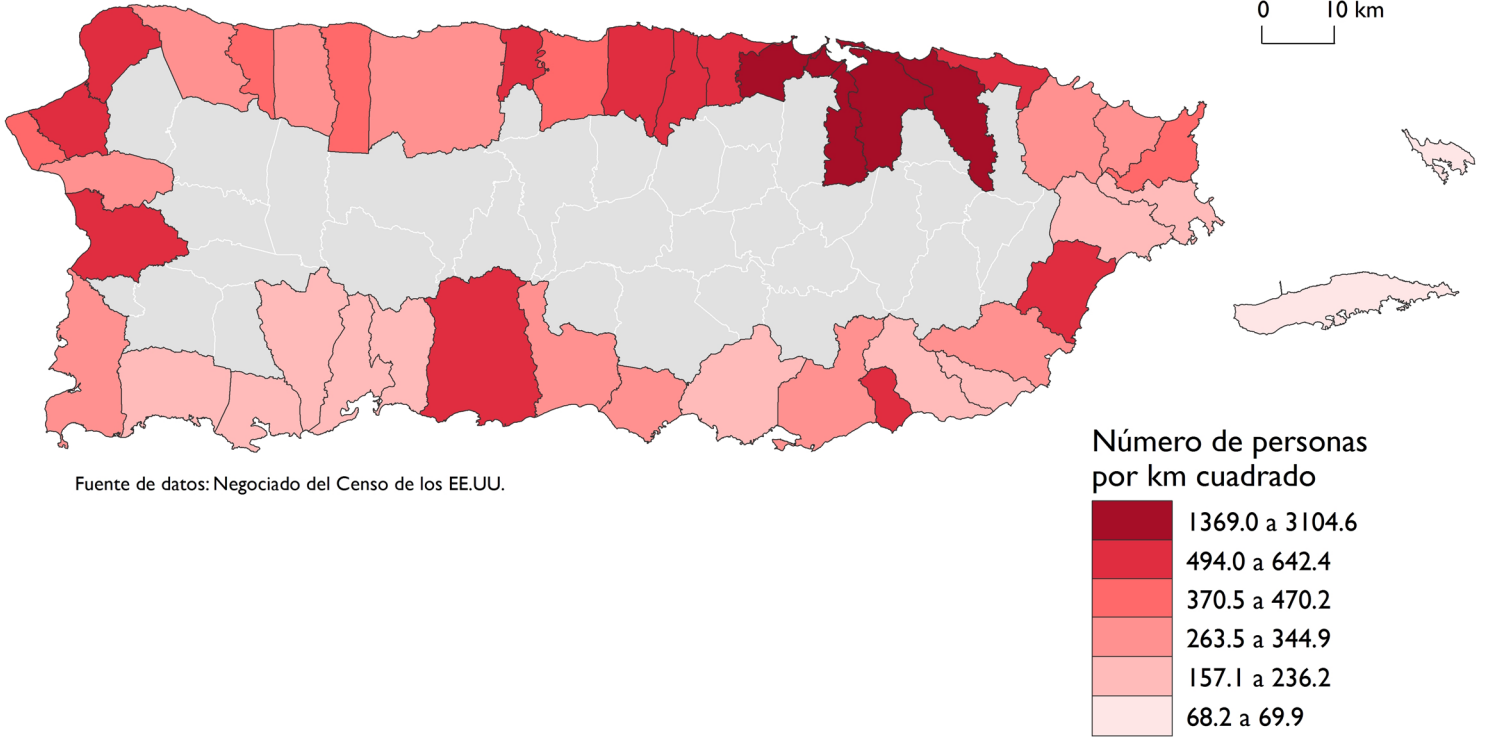 0 10 km
Fuente de datos: Negociado del Censo de los EE.UU.
Número de personas
por km cuadrado
1369.0 a 3104.6
494.0 a 642.4
370.5 a 470.2
263.5 a 344.9
157.1 a 236.2
68.2 a 69.9